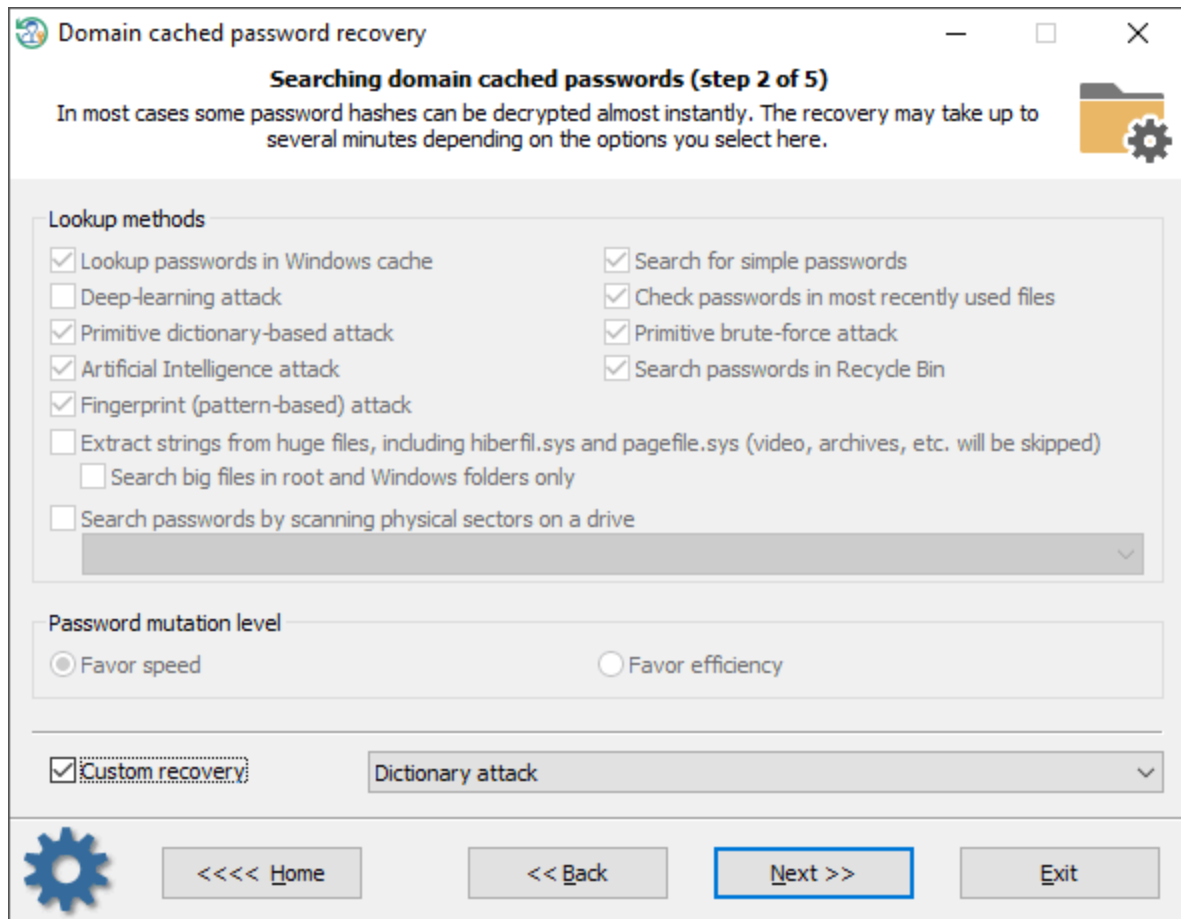 Domain cached password recovery
Searching domain cached passwords (step 2 of 5)
In most cases some password hashes can be decrypted almost instantly. The recovery may take up to
several minutes depending on the options you select here.
Lookup methods
Lookup passwords in Windows cache
Search for simple passwords
Deep-learning attack
Check passwords in most recently used files
Primitive dictionary-based attack
Primitive brute-force attack
Artificial Intelligence attack
Search passwords in Recycle Bin
Fingerprint (pattern-based) attack
Extract strings from huge files, including hiberfil.sys and pagefile.sys (video, archives, etc. will be skipped)
Search big files in root and Windows folders only
Search passwords by scanning physical sectors on a drive
Password mutation level
Favor speed
Favor efficiency
Custom recovery
Dictionary attack
<<<< Home
<< Back
Next >>
Exit